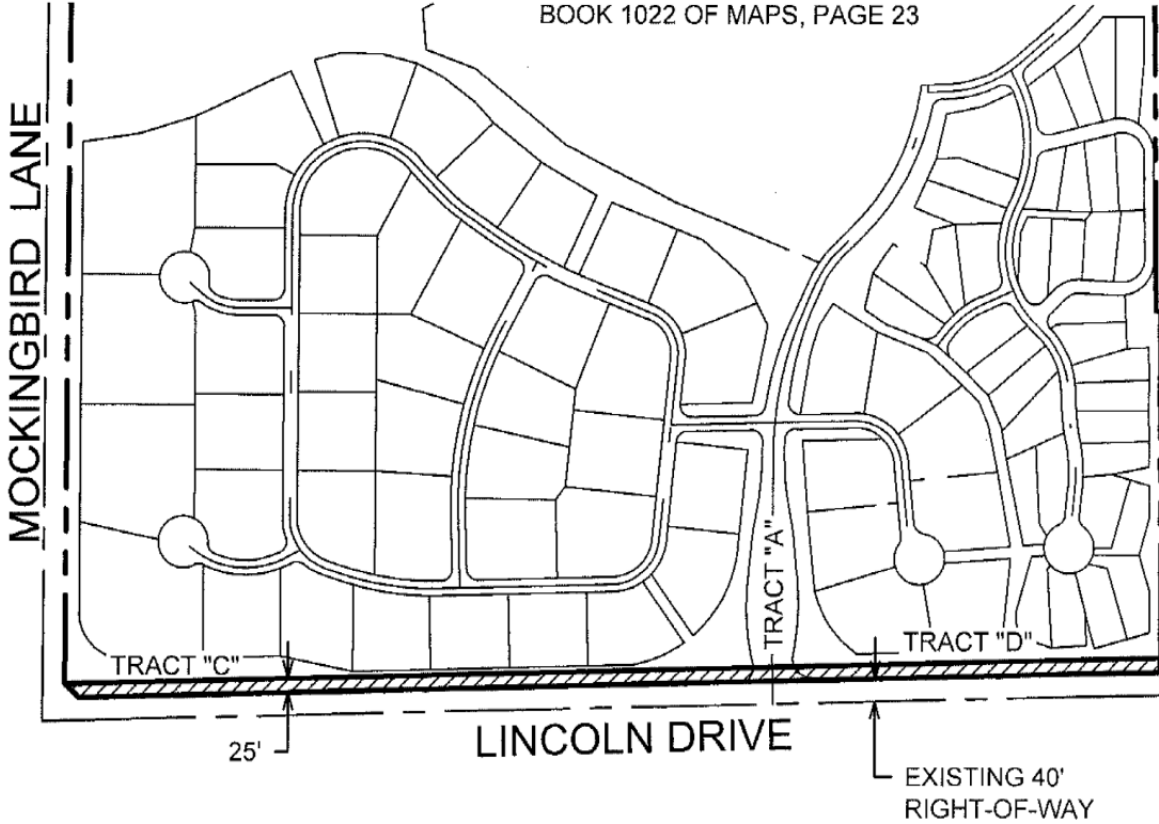 BOOK 1022 OF MAPS, PAGE 23
MOCKINGBIRD LANE
TRACT "A"
TRACT "C"
TRACT "D"
25'
LINCOLN DRIVE
EXISTING 40'
RIGHT-OF-WAY